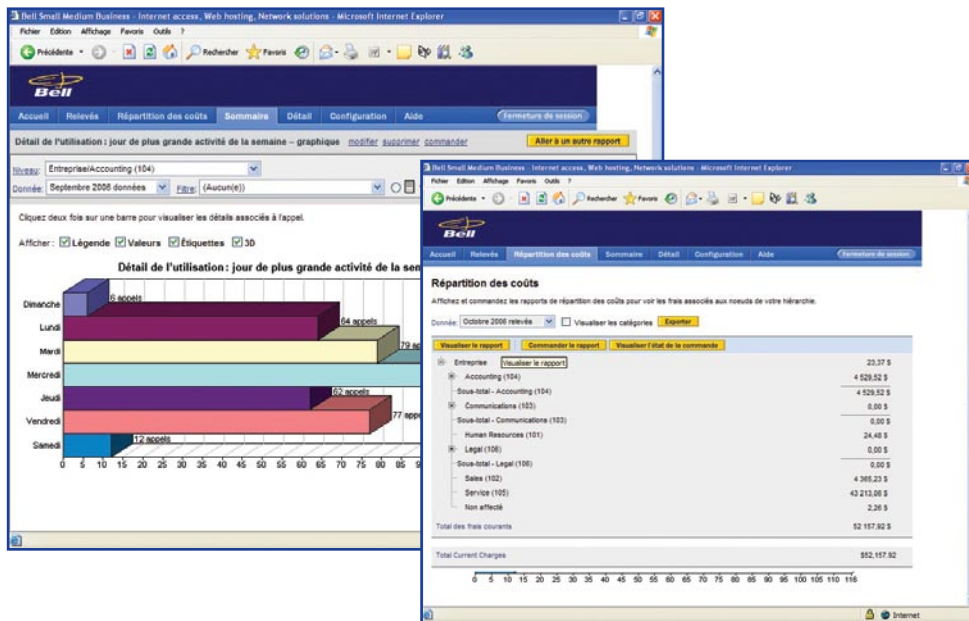 Bell Small Medium Business - Internet access, Web hosting, Network solutions - Microsoft Internet Explorer
Fichier Edition Affichage Favoris Outils ?
Précédente Rechercher Favoris
Bell
Accueil Relevés Répartition des coûts Sommaire Détail Configuration Aide Fermeture de session
Détail de l'utilisation : jour de plus grande activité de la semaine – graphique modifier supprimer commander Aller à un autre rapport
Niveau: Entreprise/Accounting (104)
Donnée: Septembre 2006 données Filtre: (Aucun(e))
Cliquez deux fois sur une barre pour visualiser les détails associés à l'appel.
Afficher : Légende Valeurs Étiquettes 3D
Détail de l'utilisation : jour de plus grande activité de la sem
Dimanche 6 appels
Lundi 64 appels
Mardi 79 app
Mercredi
Jeudi 62 appels
Vendredi 77 appe
Samedi 12 appels
0 5 10 15 20 25 30 35 40 45 50 55 60 65 70 75 80 85 9
Bell Small Medium Business - Internet access, Web hosting, Network solutions - Microsoft Internet Explorer
Fichier Edition Affichage Favoris Outils ?
Précédente Rechercher Favoris
Bell
Accueil Relevés Répartition des coûts Sommaire Détail Configuration Aide Fermeture de session
Répartition des coûts
Affichez et commandez les rapports de répartition des coûts pour voir les frais associés aux noeuds de votre hiérarchie.
Donnée: Octobre 2006 relevés Visualiser les catégories Exporter
Visualiser le rapport Commander le rapport Visualiser l'état de la commande
Entreprise Visualiser le rapport 23,37 $
Accounting (104) 4 529,52 $
Sous-total - Accounting (104) 4 529,52 $
Communications (103) 0,00 $
Sous-total - Communications (103) 0,00 $
Human Resources (101) 24,48 $
Legal (106) 0,00 $
Sous-total - Legal (106) 0,00 $
Sales (102) 4 365,23 $
Service (105) 43 213,06 $
Non affecté 2,26 $
Total des frais courants 52 157,92 $
Total Current Charges $52,157.92
0 5 10 15 20 25 30 35 40 45 50 55 60 65 70 75 80 85 90 95 100 105 110 116
Internet